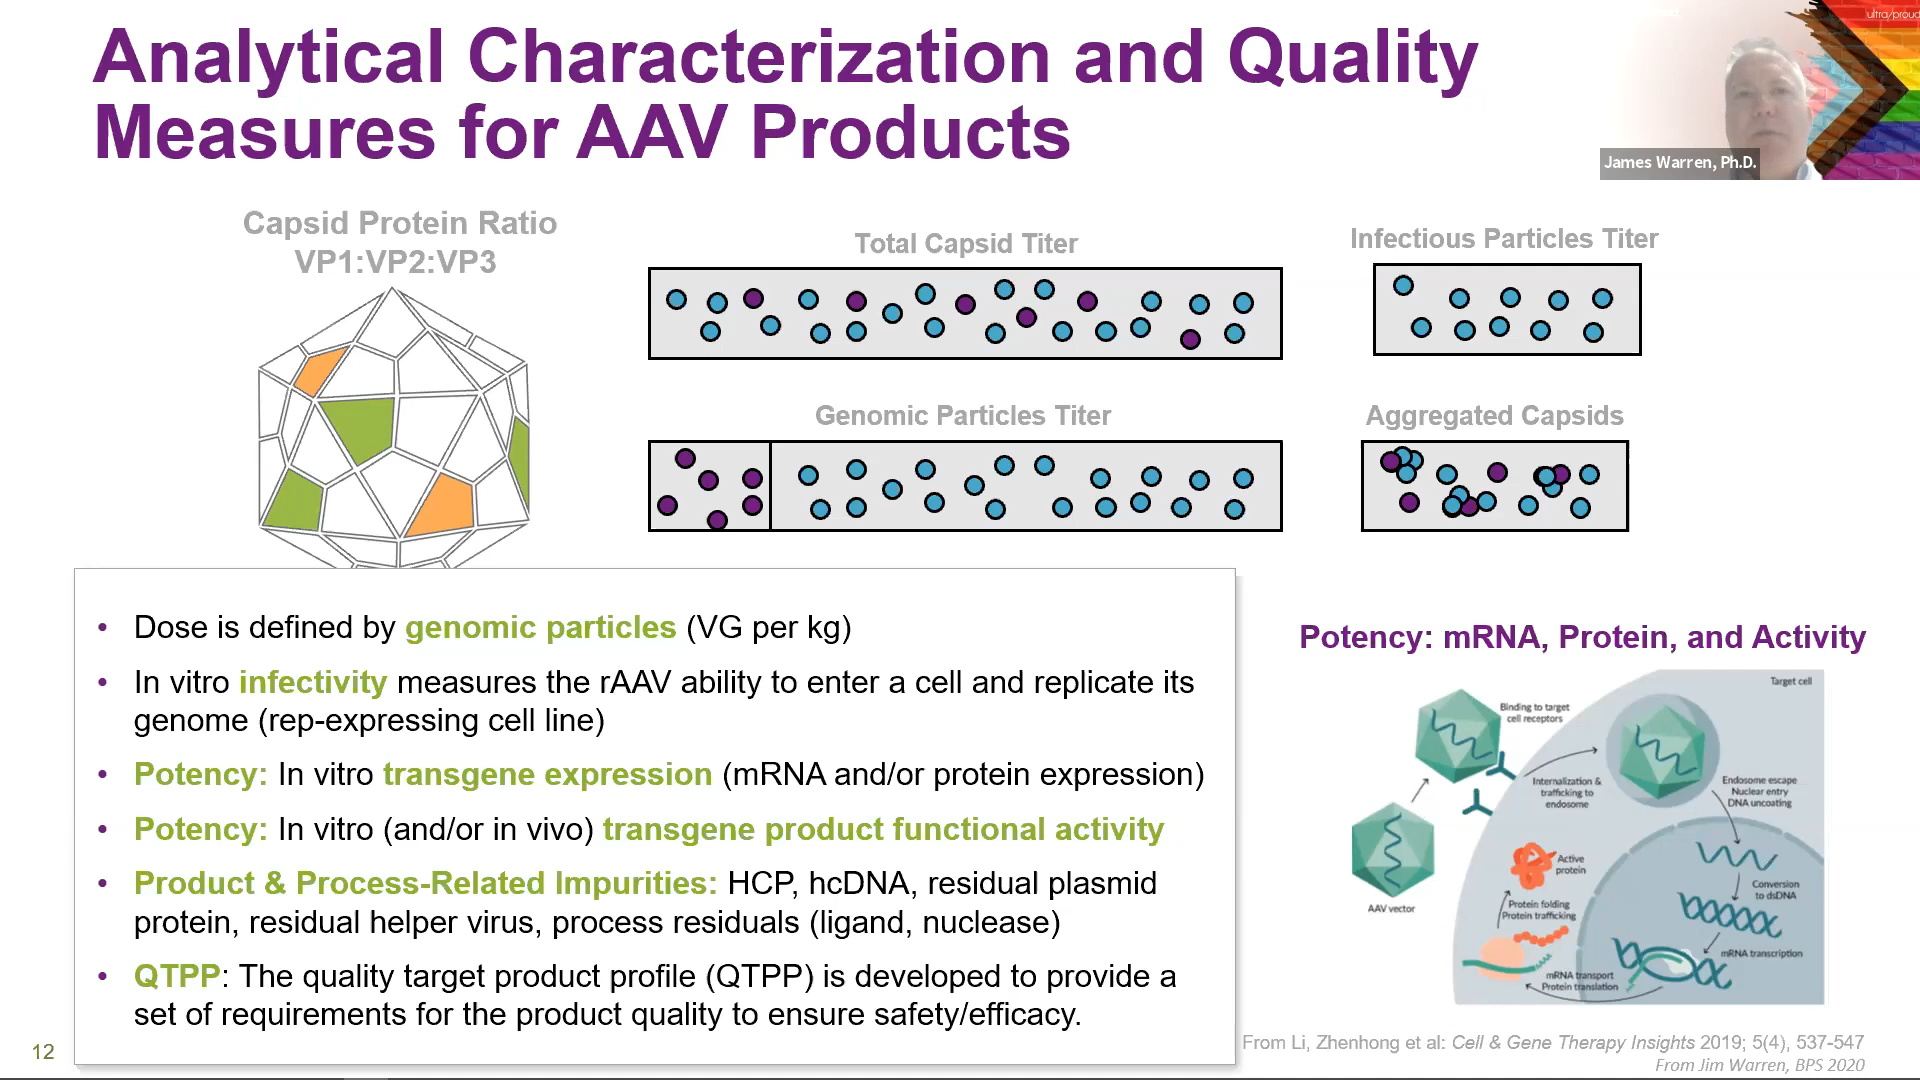 Analytical Characterization and Quality
Measures for AAV Products
ultra/proud
James Warren, Ph.D.
Capsid Protein Ratio
VP1:VP2:VP3
Total Capsid Titer
Infectious Particles Titer
Genomic Particles Titer
Aggregated Capsids
• Dose is defined by genomic particles (VG per kg)
• In vitro infectivity measures the rAAV ability to enter a cell and replicate its
genome (rep-expressing cell line)
• Potency: In vitro transgene expression (mRNA and/or protein expression)
• Potency: In vitro (and/or in vivo) transgene product functional activity
• Product & Process-Related Impurities: HCP, hcDNA, residual plasmid
protein, residual helper virus, process residuals (ligand, nuclease)
• QTPP: The quality target product profile (QTPP) is developed to provide a
set of requirements for the product quality to ensure safety/efficacy.
Potency: mRNA, Protein, and Activity
Target cell
Binding to target
cell receptors
Internalization &
trafficking to
endosome
Endosome escape
Nuclear entry
DNA uncoating
Active
protein
Conversion
to dsDNA
AAV vector
Protein folding
Protein trafficking
mRNA transcription
mRNA transport
Protein translation
From Li, Zhenhong et al: Cell & Gene Therapy Insights 2019; 5(4), 537-547
From Jim Warren, BPS 2020
12